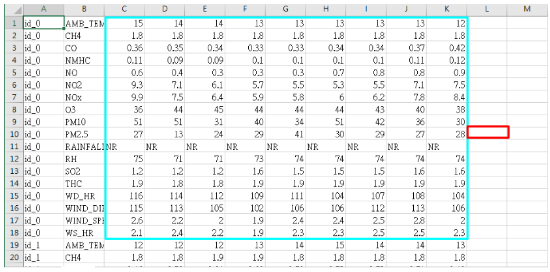 A B C D E F G H I J K L M
1 id_0 AMB_TEM 15 14 14 13 13 13 13 13 12
2 id_0 CH4 1.8 1.8 1.8 1.8 1.8 1.8 1.8 1.8 1.8
3 id_0 CO 0.36 0.35 0.34 0.33 0.33 0.34 0.34 0.37 0.42
4 id_0 NMHC 0.11 0.09 0.09 0.1 0.1 0.1 0.1 0.11 0.12
5 id_0 NO 0.6 0.4 0.3 0.3 0.3 0.7 0.8 0.8 0.9
6 id_0 NO2 9.3 7.1 6.1 5.7 5.5 5.3 5.5 7.1 7.5
7 id_0 NOx 9.9 7.5 6.4 5.9 5.8 6 6.2 7.8 8.4
8 id_0 O3 36 44 45 44 44 44 43 40 38
9 id_0 PM10 51 51 31 40 34 51 42 36 30
10 id_0 PM2.5 27 13 24 29 41 30 29 27 28
11 id_0 RAINFALL NR NR NR NR NR NR NR NR NR
12 id_0 RH 75 71 71 73 74 74 74 74 74
13 id_0 SO2 1.2 1.2 1.2 1.6 1.5 1.5 1.5 1.6 1.6
14 id_0 THC 1.9 1.8 1.8 1.9 1.9 1.9 1.9 1.9 1.9
15 id_0 WD_HR 116 114 112 109 111 104 107 108 104
16 id_0 WIND_DI 115 113 105 102 106 106 112 113 106
17 id_0 WIND_SP 2.6 2.2 2 1.9 2.4 2.4 2.5 2.8 2
18 id_0 WS_HR 2.1 2.4 2.2 1.9 2.3 2.3 2.5 2.5 2.3
19 id_1 AMB_TEM 12 12 12 13 14 15 14 14 13
20 id_1 CH4 1.8 1.8 1.9 1.9 1.8 1.8 1.8 1.8 1.8